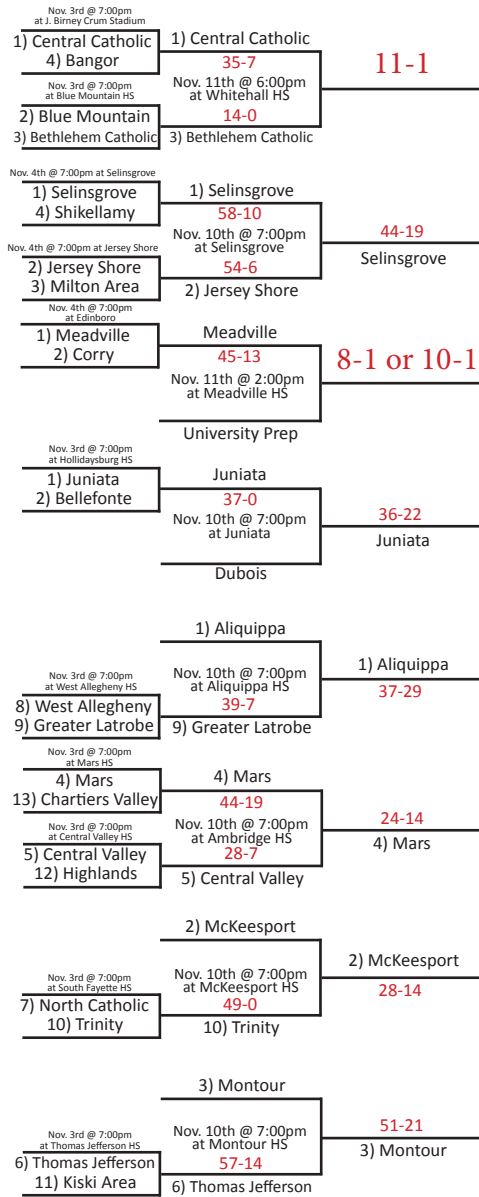 Nov. 3rd @ 7:00pm
at J. Birney Crum Stadium
1) Central Catholic
4) Bangor
1) Central Catholic
35-7
Nov. 11th @ 6:00pm
at Whitehall HS
14-0
3) Bethlehem Catholic
11-1
Nov. 3rd @ 7:00pm
at Blue Mountain HS
2) Blue Mountain
3) Bethlehem Catholic
Nov. 4th @ 7:00pm at Selinsgrove
1) Selinsgrove
4) Shikellamy
1) Selinsgrove
58-10
Nov. 10th @ 7:00pm
at Selinsgrove
54-6
2) Jersey Shore
44-19
Selinsgrove
Nov. 4th @ 7:00pm at Jersey Shore
2) Jersey Shore
3) Milton Area
Nov. 4th @ 7:00pm
at Edinboro
1) Meadville
2) Corry
Meadville
45-13
Nov. 11th @ 2:00pm
at Meadville HS
University Prep
8-1 or 10-1
Nov. 3rd @ 7:00pm
at Hollidaysburg HS
1) Juniata
2) Bellefonte
Juniata
37-0
Nov. 10th @ 7:00pm
at Juniata
Dubois
36-22
Juniata
1) Aliquippa
Nov. 10th @ 7:00pm
at Aliquippa HS
39-7
9) Greater Latrobe
1) Aliquippa
37-29
Nov. 3rd @ 7:00pm
at West Allegheny HS
8) West Allegheny
9) Greater Latrobe
Nov. 3rd @ 7:00pm
at Mars HS
4) Mars
13) Chartiers Valley
4) Mars
44-19
Nov. 10th @ 7:00pm
at Ambridge HS
28-7
5) Central Valley
24-14
4) Mars
Nov. 3rd @ 7:00pm
at Central Valley HS
5) Central Valley
12) Highlands
2) McKeesport
Nov. 10th @ 7:00pm
at McKeesport HS
49-0
10) Trinity
2) McKeesport
28-14
Nov. 3rd @ 7:00pm
at South Fayette HS
7) North Catholic
10) Trinity
3) Montour
Nov. 10th @ 7:00pm
at Montour HS
57-14
6) Thomas Jefferson
51-21
3) Montour
Nov. 3rd @ 7:00pm
at Thomas Jefferson HS
6) Thomas Jefferson
11) Kiski Area